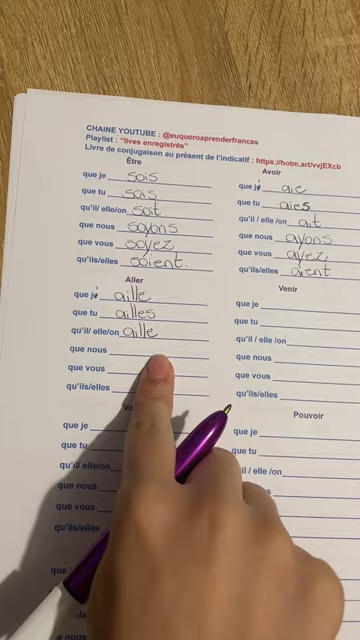 CHAINE YOUTUBE : @euqueroaprenderfrances
Playlist : "lives enregistrés"
Livre de conjugaison au présent de l'indicatif : https://hotm.art/vvjEXcb
Être
que je sois
que tu sois
qu'il/ elle/on soit
que nous soyons
que vous soyez
qu'ils/elles soient.
Avoir
que j' aie
que tu aies
qu'il / elle /on ait
que nous ayons
que vous ayez,
qu'ils/elles aient
Aller
que j' aille
que tu ailles
qu'il/ elle/on aille
que nous
que vous
qu'ils/elles
Venir
que je
que tu
qu'il / elle /on
que nous
que vous
qu'ils/elles
que je
que tu
qu'il/ elle/on
que nous
que vous
qu'ils/elles
Pouvoir
que je
que tu
il / elle /on
que
nous